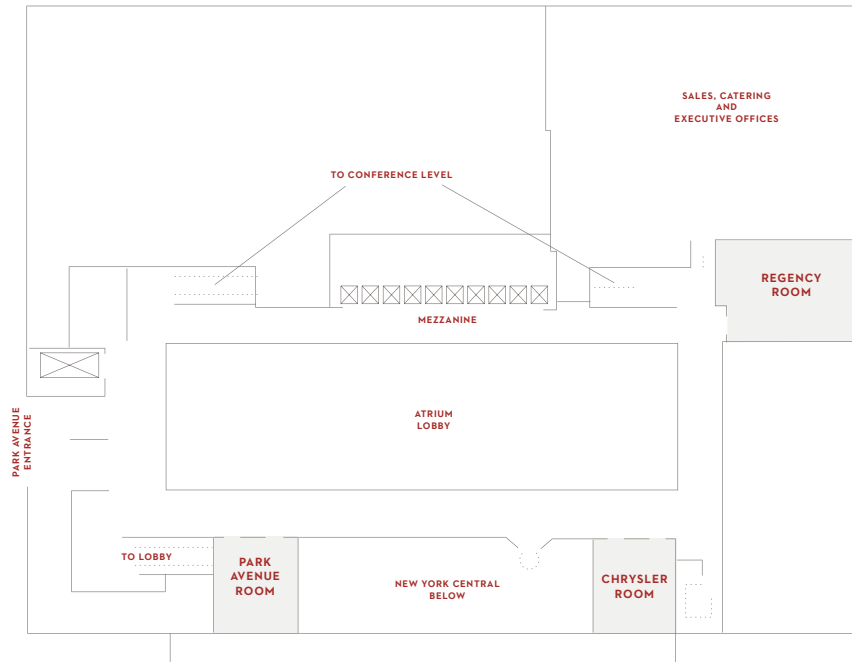 SALES, CATERING
AND
EXECUTIVE OFFICES
TO CONFERENCE LEVEL
REGENCY
ROOM
MEZZANINE
ATRIUM
LOBBY
PARK AVENUE
ENTRANCE
TO LOBBY
PARK
AVENUE
ROOM
NEW YORK CENTRAL
BELOW
CHRYSLER
ROOM